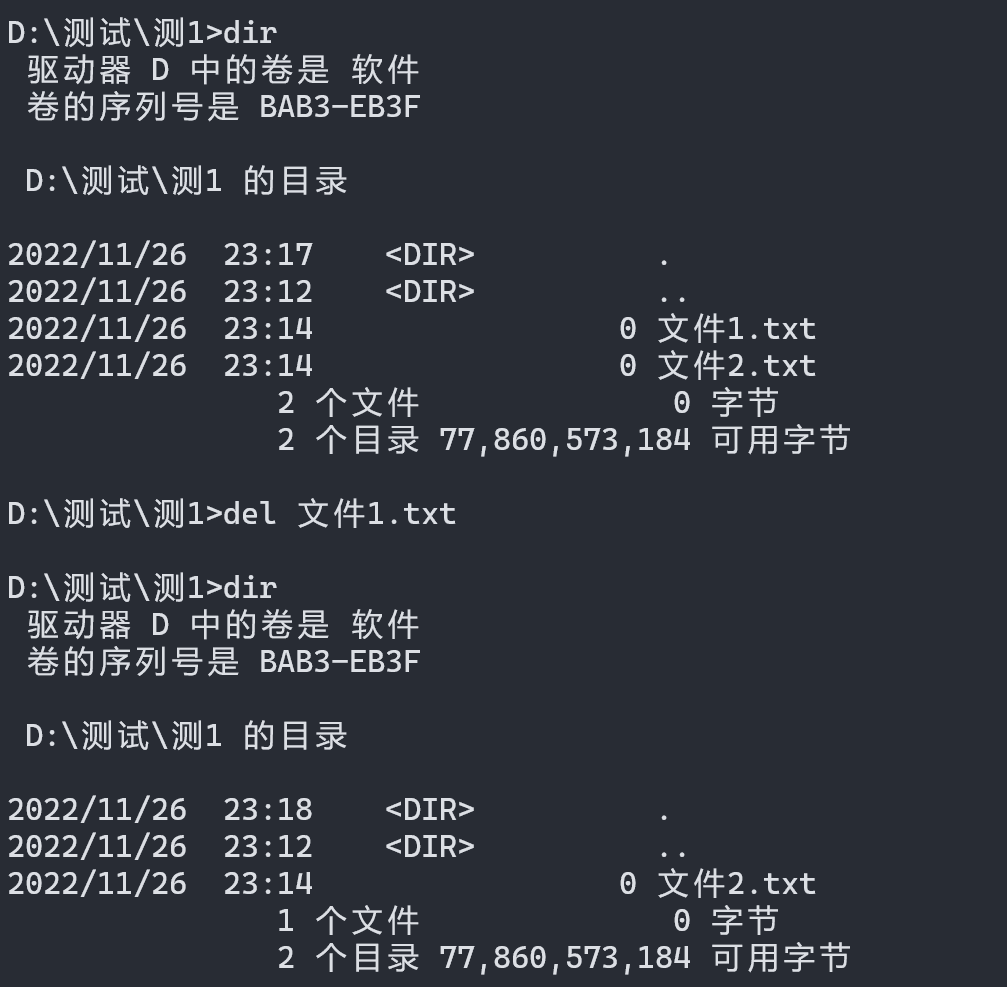 D:\测试\测1>dir
驱动器 D 中的卷是 软件
卷的序列号是 BAB3-EB3F
D:\测试\测1 的目录
2022/11/26  23:17    <DIR>          .
2022/11/26  23:12    <DIR>          ..
2022/11/26  23:14                 0 文件1.txt
2022/11/26  23:14                 0 文件2.txt
2 个文件              0 字节
2 个目录 77,860,573,184 可用字节
D:\测试\测1>del 文件1.txt
D:\测试\测1>dir
驱动器 D 中的卷是 软件
卷的序列号是 BAB3-EB3F
D:\测试\测1 的目录
2022/11/26  23:18    <DIR>          .
2022/11/26  23:12    <DIR>          ..
2022/11/26  23:14                 0 文件2.txt
1 个文件              0 字节
2 个目录 77,860,573,184 可用字节